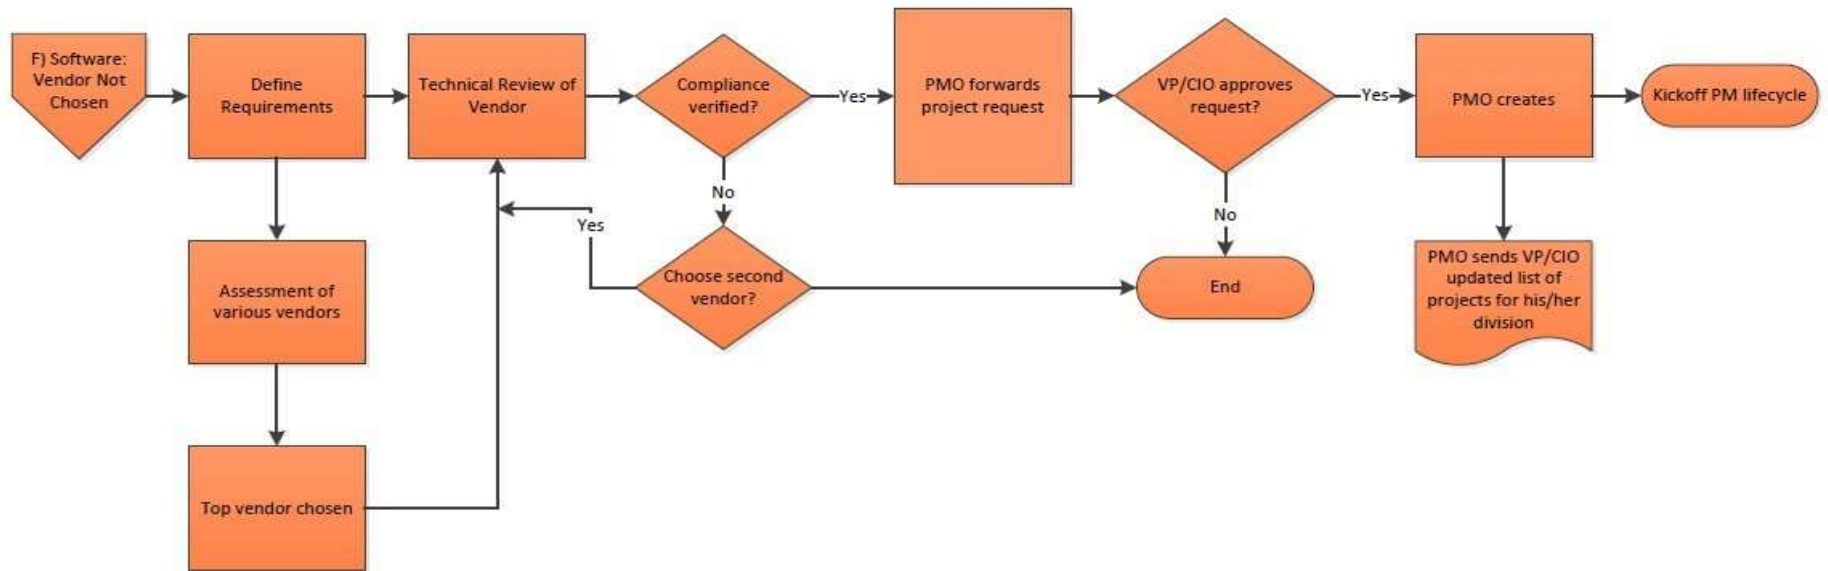 F) Software:
Vendor Not
Chosen
Define
Requirements
Technical Review of
Vendor
Compliance
verified?
Yes
PMO forwards
project request
VP/CIO approves
request?
Yes
PMO creates
Kickoff PM lifecycle
No
Yes
No
Choose second
vendor?
End
Assessment of
various vendors
PMO sends VP/CIO
updated list of
projects for his/her
division
Top vendor chosen